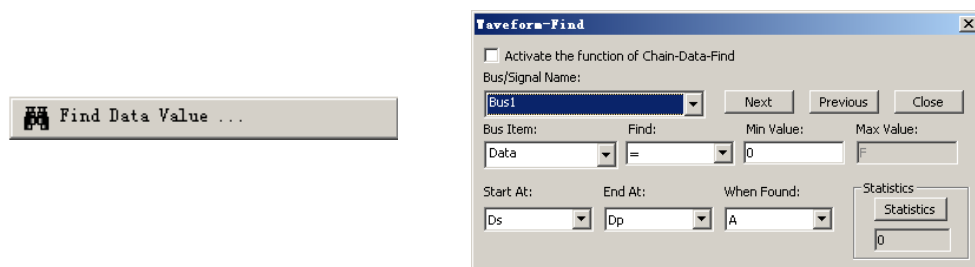 Find Data Value ...
Waveform-Find
Activate the function of Chain-Data-Find
Bus/Signal Name:
Bus1
Next Previous Close
Bus Item: Find: Min Value: Max Value:
Data = 0 F
Start At: End At: When Found: Statistics
Ds Dp A Statistics
0